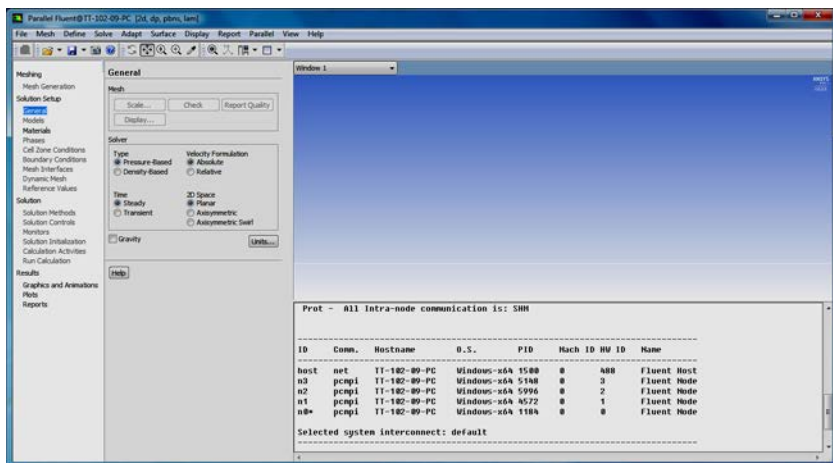 Parallel Fluent@TT-102-09-PC [2d, dp, pbns, lam]
File Mesh Define Solve Adapt Surface Display Report Parallel View Help
Meshing
Mesh Generation
Solution Setup
General
Models
Materials
Phases
Cell Zone Conditions
Boundary Conditions
Mesh Interfaces
Dynamic Mesh
Reference Values
Solution
Solution Methods
Solution Controls
Monitors
Solution Initialization
Calculation Activities
Run Calculation
Results
Graphics and Animations
Plots
Reports
General
Mesh
Scale... Check Report Quality
Display...
Solver
Type Velocity Formulation
Pressure-Based Absolute
Density-Based Relative
Time 2D Space
Steady Planar
Transient Axisymmetric
Axisymmetric Swirl
Gravity Units...
Help
Window 1
ANSYS
Prot - All Intra-node communication is: SHM
ID Comm. Hostname O.S. PID Mach ID HW ID Name
host net TT-102-09-PC Windows-x64 1500 0 488 Fluent Host
n3 pcmpi TT-102-09-PC Windows-x64 5148 0 3 Fluent Node
n2 pcmpi TT-102-09-PC Windows-x64 5996 0 2 Fluent Node
n1 pcmpi TT-102-09-PC Windows-x64 4572 0 1 Fluent Node
n0* pcmpi TT-102-09-PC Windows-x64 1184 0 0 Fluent Node
Selected system interconnect: default